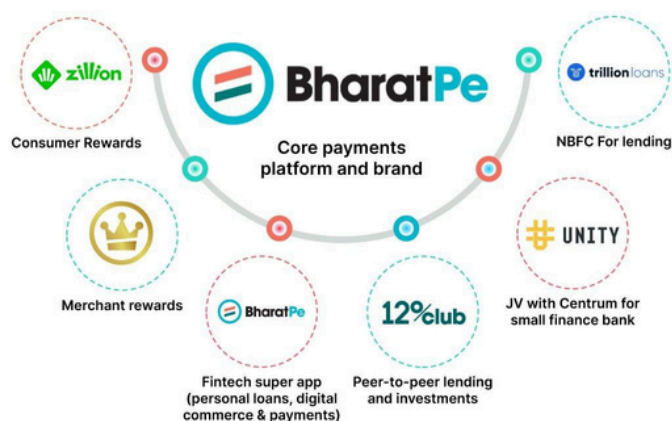 BharatPe
Core payments
platform and brand
zillion
Consumer Rewards
Merchant rewards
BharatPe
Fintech super app
(personal loans, digital
commerce & payments)
12% club
Peer-to-peer lending
and investments
UNITY
JV with Centrum for
small finance bank
trillionloans
NBFC For lending